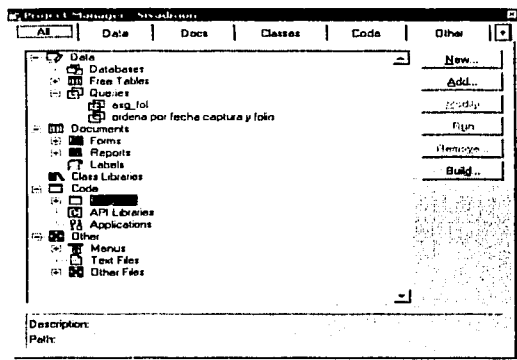 Project Manager - Sivadnion
All Data Docs Classes Code Other
Data
Databases
Free Tables
Queries
asg_fol
ordena por fecha captura y folio
Documents
Forms
Reports
Labels
Class Libraries
Code
API Libraries
Applications
Other
Menus
Text Files
Other Files
New...
Add...
Modify
Run
Remove...
Build...
Description:
Path: